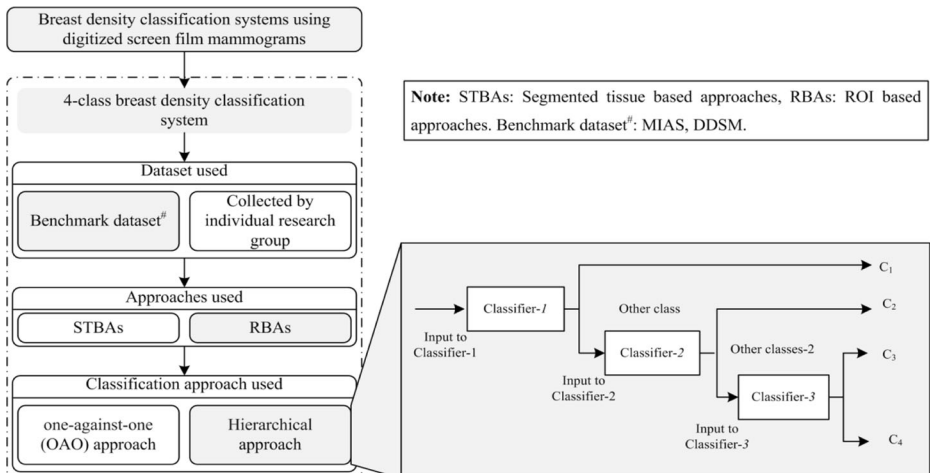 Breast density classification systems using
digitized screen film mammograms
4-class breast density classification
system
Dataset used
Benchmark dataset#
Collected by
individual research
group
Approaches used
STBAs
RBAs
Classification approach used
one-against-one
(OAO) approach
Hierarchical
approach
Note: STBAs: Segmented tissue based approaches, RBAs: ROI based
approaches. Benchmark dataset#: MIAS, DDSM.
Input to
Classifier-1
Classifier-1
C1
Other class
Input to
Classifier-2
Classifier-2
C2
Other classes-2
Input to
Classifier-3
Classifier-3
C3
C4